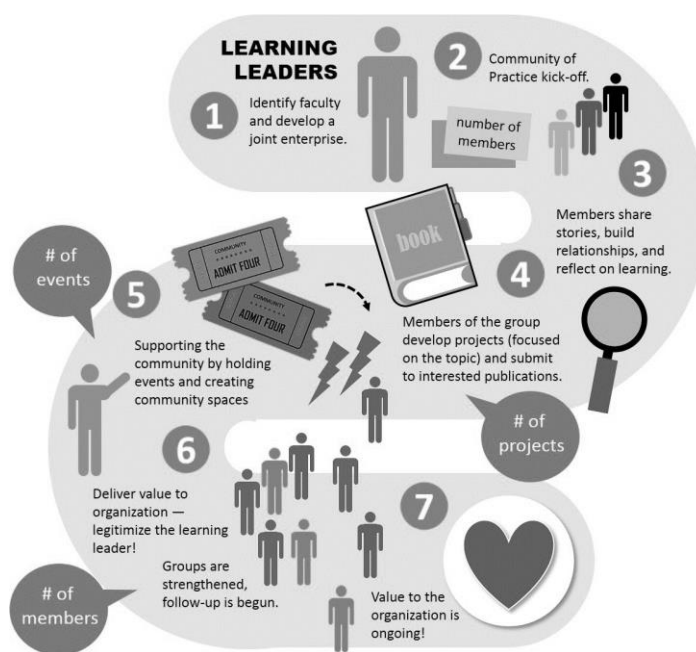 LEARNING
LEADERS
1
Identify faculty
and develop a
joint enterprise.
2
Community of
Practice kick-off.
number of
members
3
Members share
stories, build
relationships, and
reflect on learning.
book
4
Members of the group
develop projects (focused
on the topic) and submit
to interested publications.
# of
projects
COMMUNITY
ADMIT FOUR
COMMUNITY
ADMIT FOUR
# of
events
5
Supporting the
community by holding
events and creating
community spaces
6
Deliver value to
organization —
legitimize the learning
leader!
Groups are
strengthened,
follow-up is begun.
# of
members
7
Value to the
organization is
ongoing!